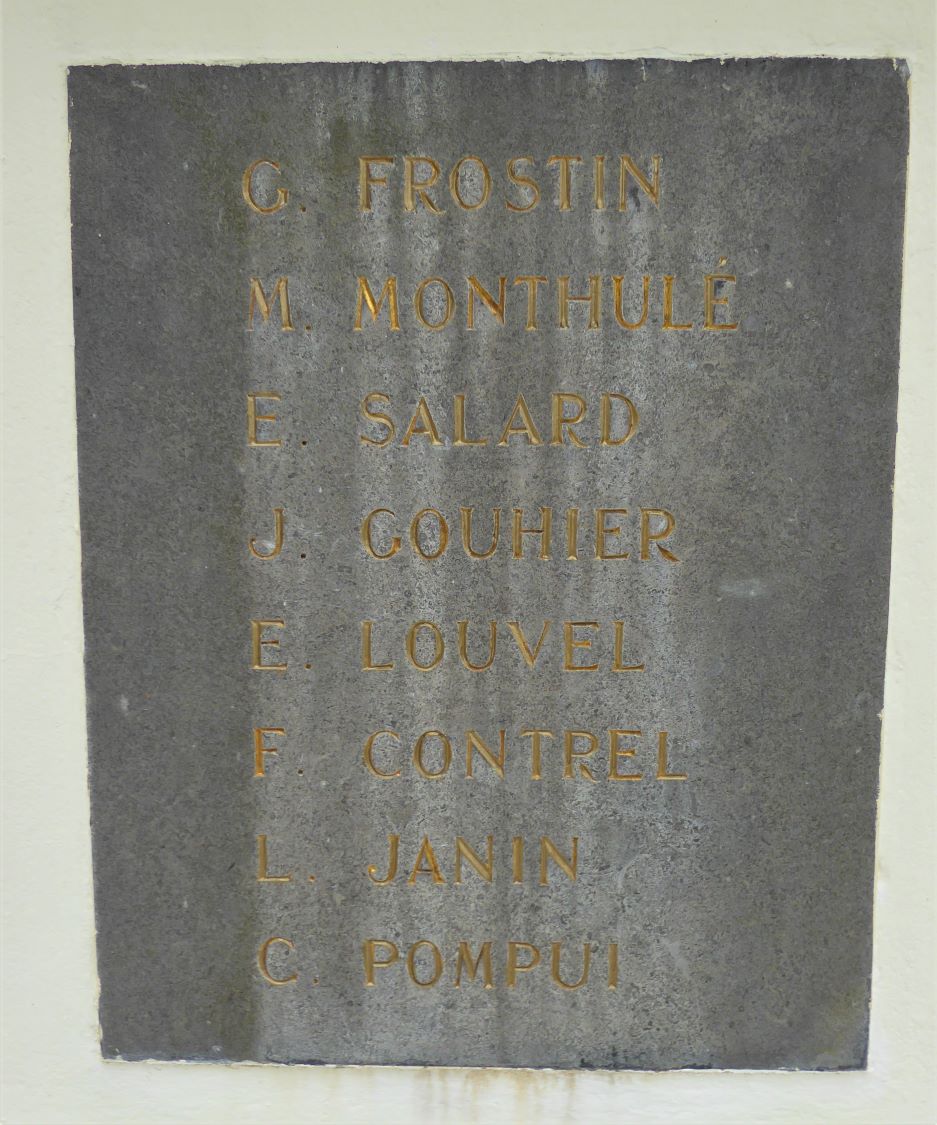 G. FROSTIN
M. MONTHULÉ
E. SALARD
J. GOUHIER
E. LOUVEL
F. CONTREL
L. JANIN
C. POMPUI